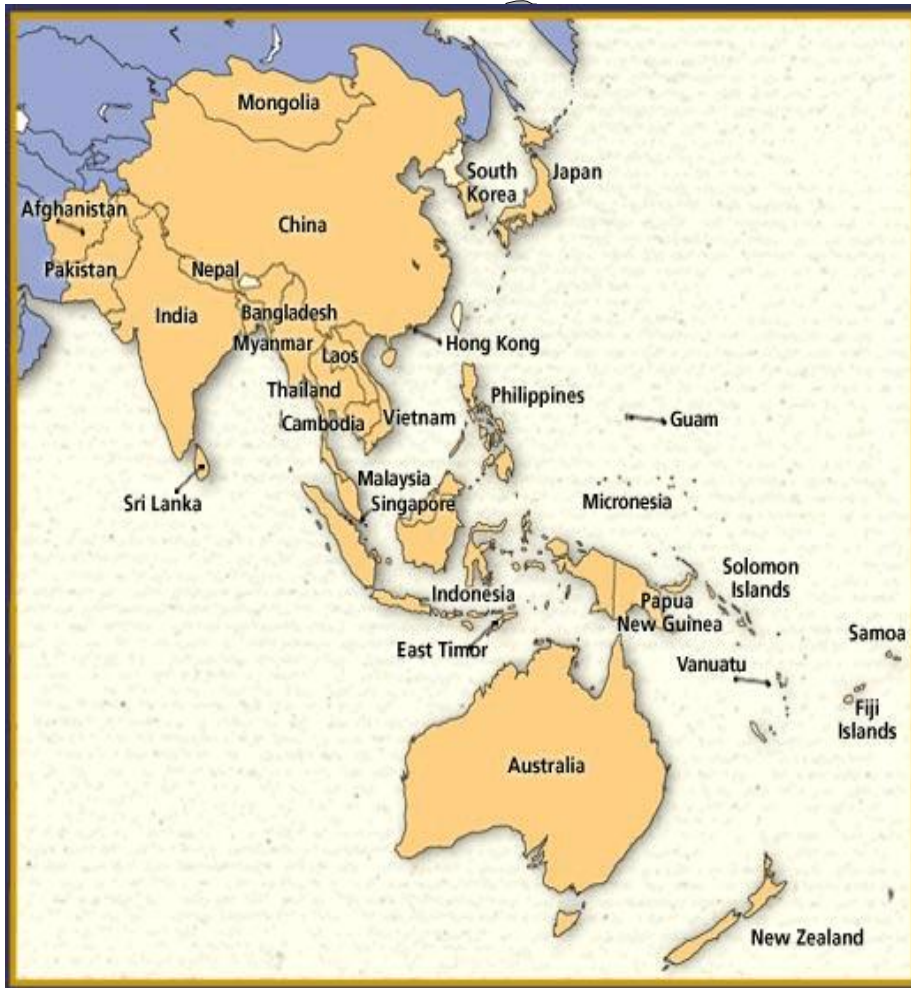 Mongolia
South
Korea
Japan
Afghanistan
China
Pakistan
Nepal
India
Bangladesh
Myanmar
Hong Kong
Laos
Thailand
Philippines
Cambodia
Vietnam
Guam
Malaysia
Sri Lanka
Singapore
Micronesia
Solomon
Islands
Indonesia
Papua
New Guinea
Samoa
East Timor
Vanuatu
Fiji
Islands
Australia
New Zealand